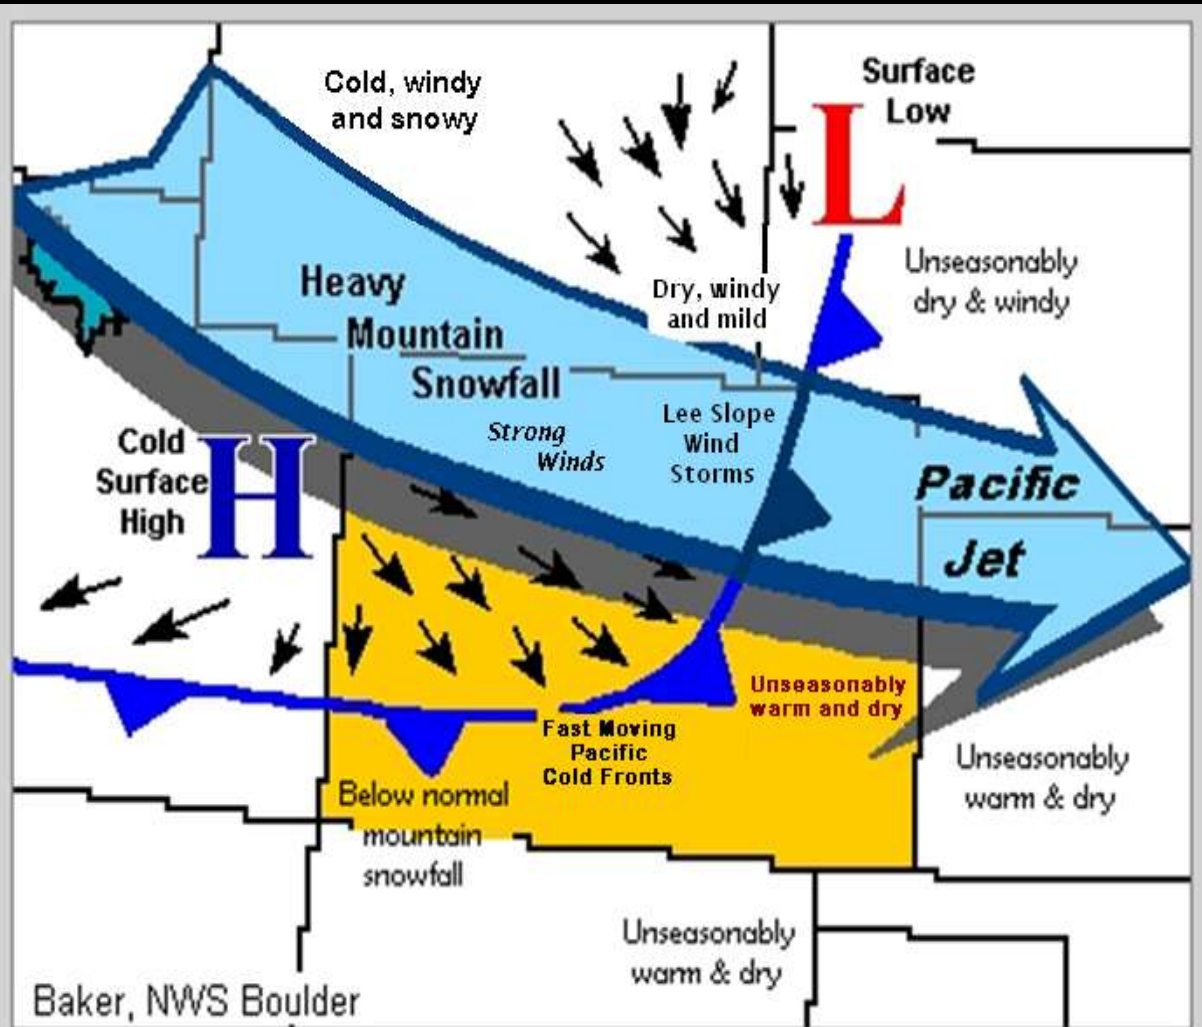 Cold, windy
and snowy
Surface
Low
L
Unseasonably
dry & windy
Dry, windy
and mild
Heavy
Mountain
Snowfall
Strong
Winds
Lee Slope
Wind
Storms
Cold
Surface
High
H
Pacific
Jet
Unseasonably
warm and dry
Fast Moving
Pacific
Cold Fronts
Unseasonably
warm & dry
Below normal
mountain
snowfall
Unseasonably
warm & dry
Baker, NWS Boulder